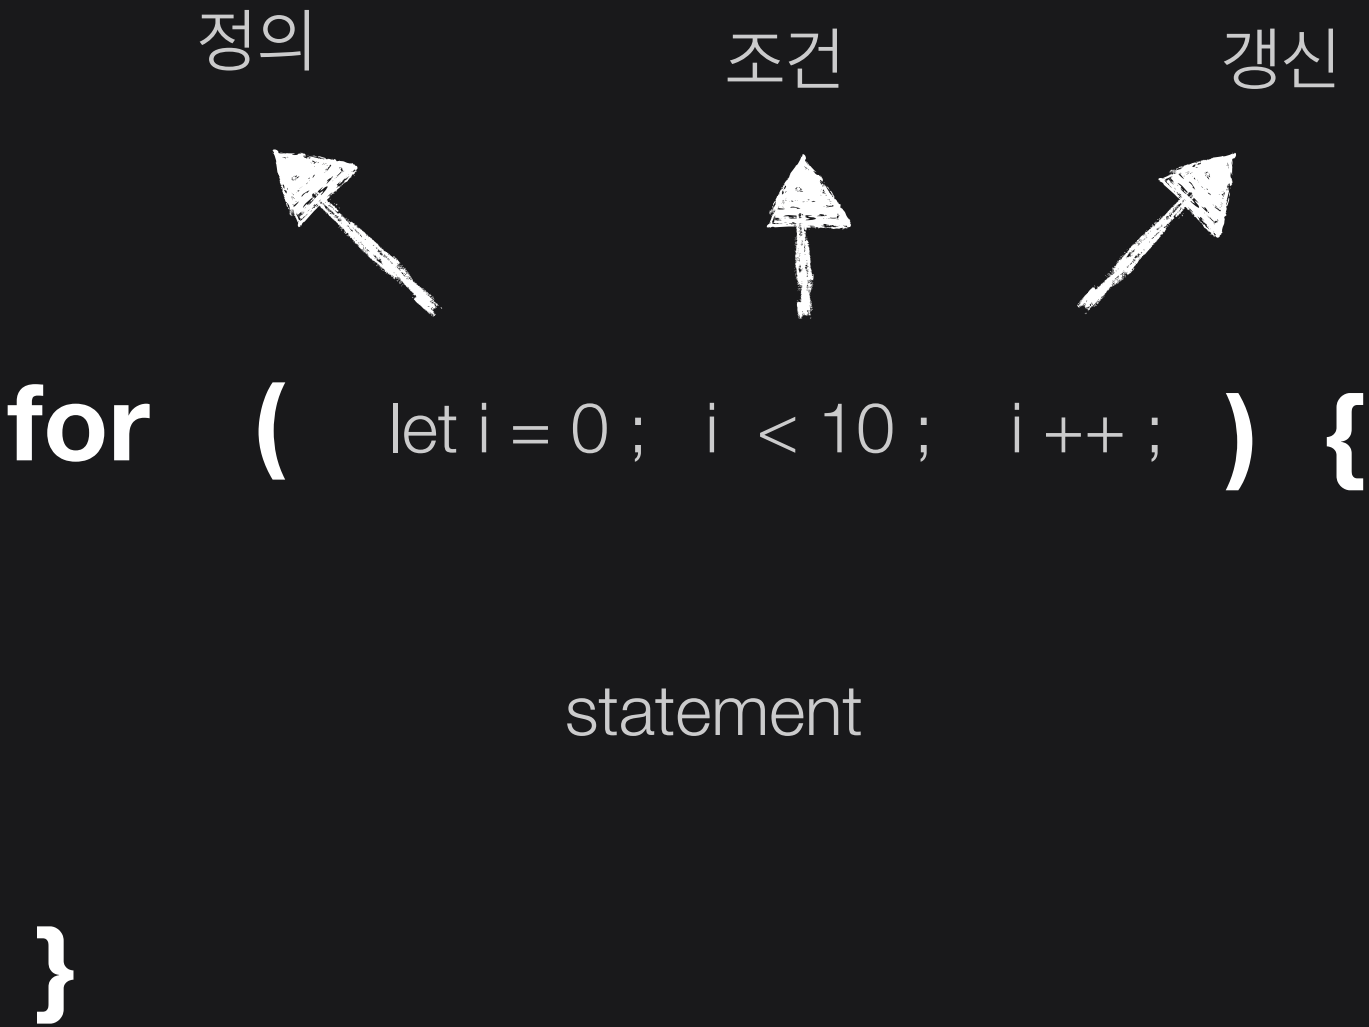 정의 조건 갱신
for ( let i = 0 ; i < 10 ; i ++ ; ) {
statement
}